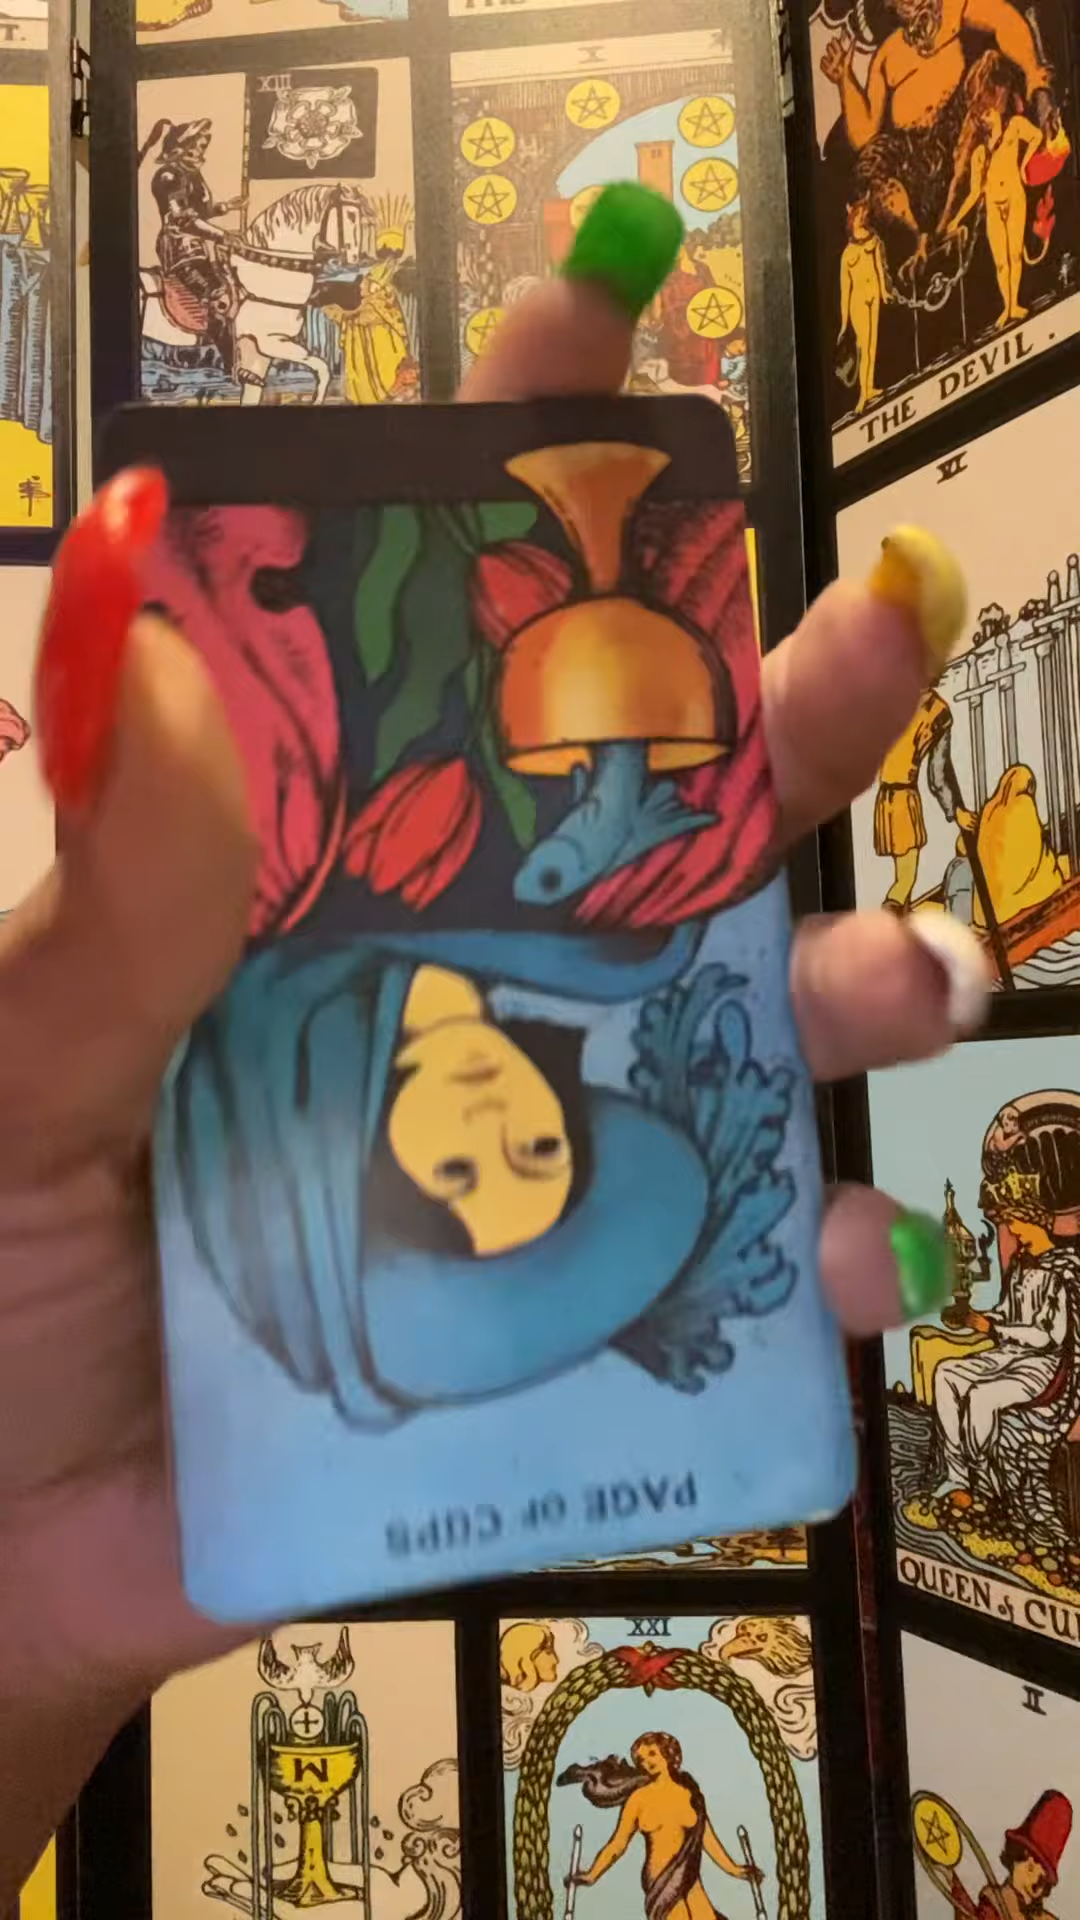 T.
XIII
X
THE DEVIL.
VI
PAGE OF CUPS
QUEEN of CU
XXI
II